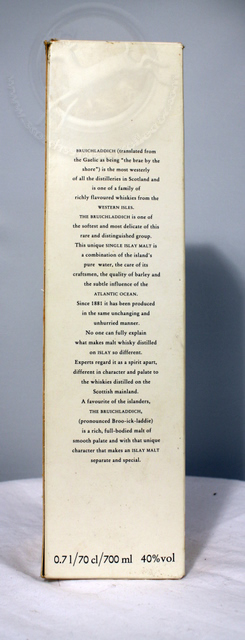 BRUICHLADDICH (translated from
the Gaelic as being "the brae by the
shore") is the most westerly
of all the distilleries in Scotland and
is one of a family of
richly flavoured whiskies from the
WESTERN ISLES.
THE BRUICHLADDICH is one of
the softest and most delicate of this
rare and distinguished group.
This unique SINGLE ISLAY MALT is
a combination of the island's
pure water, the care of its
craftsmen, the quality of barley and
the subtle influence of the
ATLANTIC OCEAN.
Since 1881 it has been produced
in the same unchanging and
unhurried manner.
No one can fully explain
what makes malt whisky distilled
on ISLAY so different.
Experts regard it as a spirit apart,
different in character and palate to
the whiskies distilled on the
Scottish mainland.
A favourite of the islanders,
THE BRUICHLADDICH,
(pronounced Broo-ick-laddie)
is a rich, full-bodied malt of
smooth palate and with that unique
character that makes an ISLAY MALT
separate and special.
0.7 l/70 cl/700 ml 40%vol